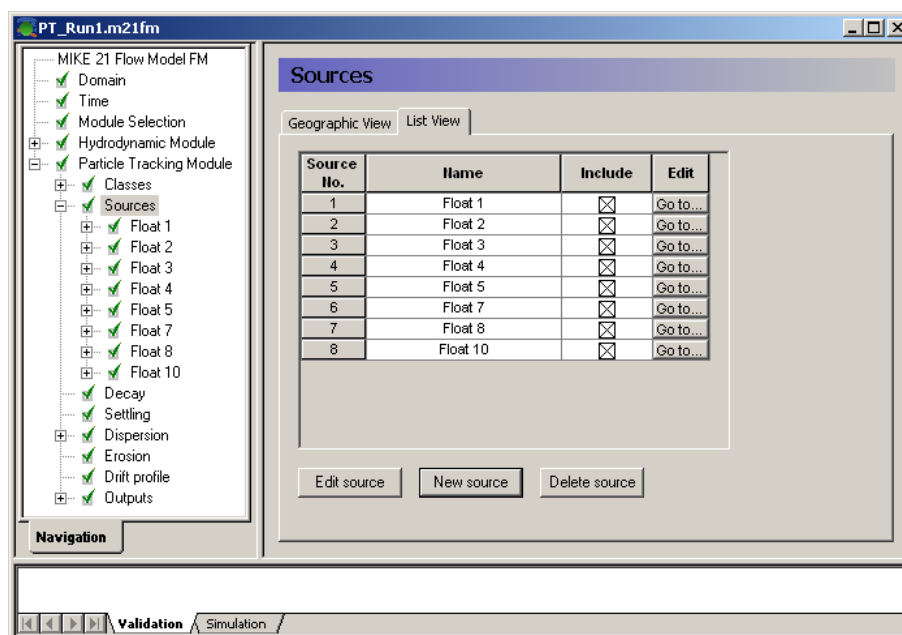 PT_Run1.m21fm
MIKE 21 Flow Model FM
Domain
Time
Module Selection
Hydrodynamic Module
Particle Tracking Module
Classes
Sources
Float 1
Float 2
Float 3
Float 4
Float 5
Float 7
Float 8
Float 10
Decay
Settling
Dispersion
Erosion
Drift profile
Outputs
Navigation
Sources
Geographic View List View
Source No. Name Include Edit
1 Float 1 Go to...
2 Float 2 Go to...
3 Float 3 Go to...
4 Float 4 Go to...
5 Float 5 Go to...
6 Float 7 Go to...
7 Float 8 Go to...
8 Float 10 Go to...
Edit source New source Delete source
Validation Simulation